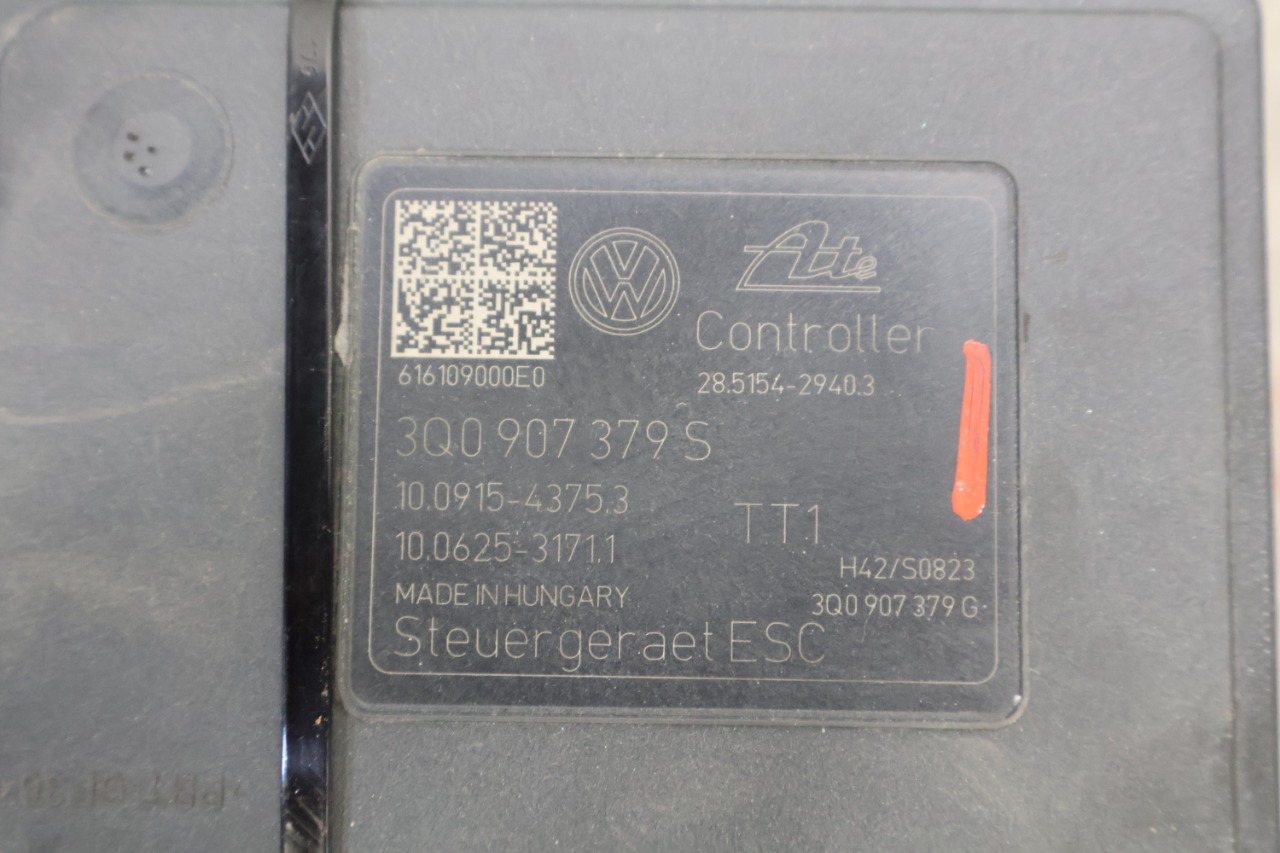 Ate
Controller
616109000E0
28.5154-2940.3
3Q0 907 379 S
10.0915-4375.3
TT1
10.0625-3171.1
H42/S0823
MADE IN HUNGARY
3Q0 907 379 G
Steuergeraet ESC